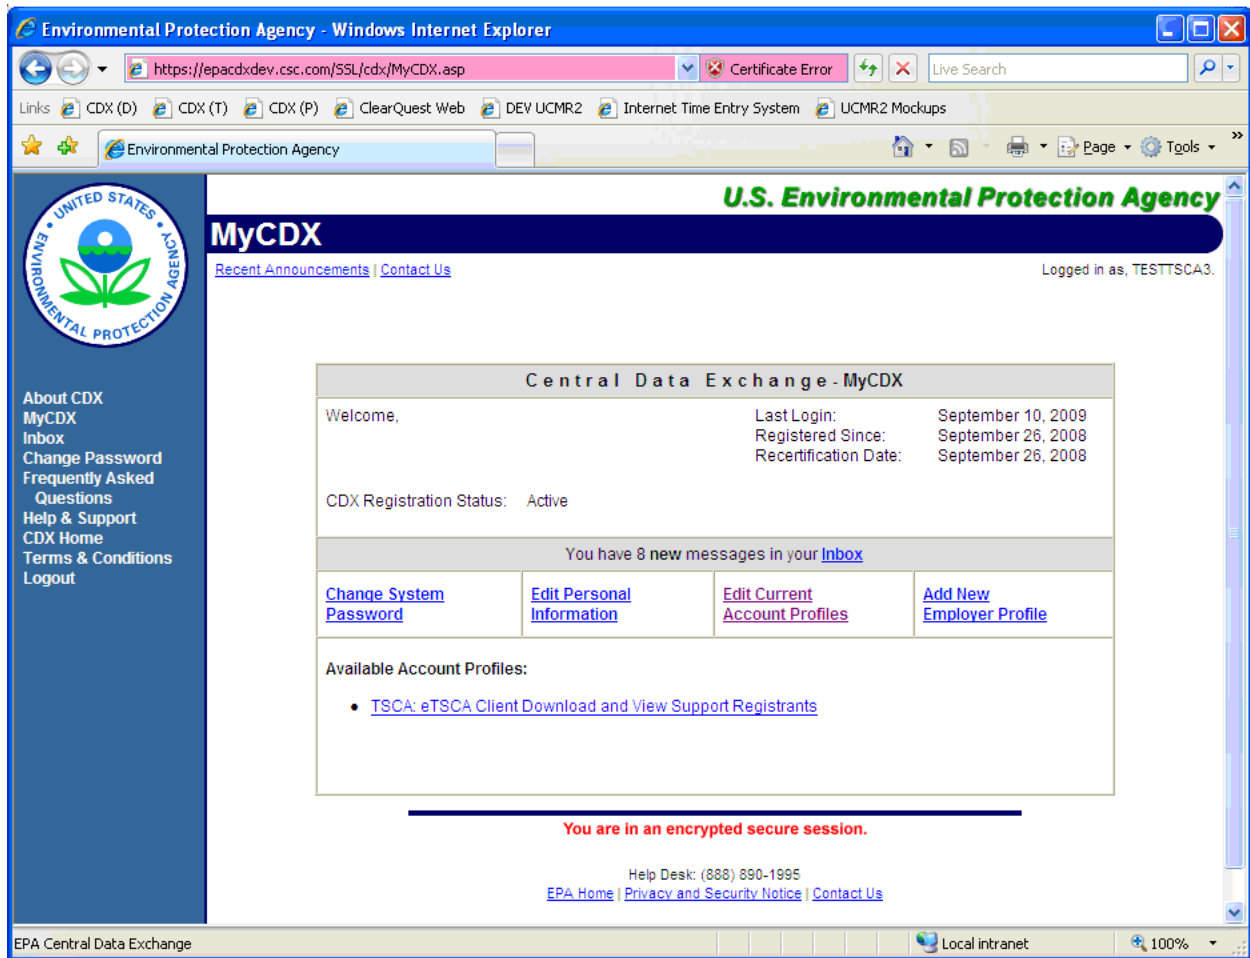 Environmental Protection Agency - Windows Internet Explorer
https://epacdxdev.csc.com/SSL/cdx/MyCDX.asp Certificate Error Live Search
Links CDX (D) CDX (T) CDX (P) ClearQuest Web DEV UCMR2 Internet Time Entry System UCMR2 Mockups
Environmental Protection Agency Page Tools
UNITED STATES
ENVIRONMENTAL PROTECTION AGENCY
U.S. Environmental Protection Agency
MyCDX
Recent Announcements | Contact Us Logged in as, TESTTSCA3.
About CDX
MyCDX
Inbox
Change Password
Frequently Asked
Questions
Help & Support
CDX Home
Terms & Conditions
Logout
Central Data Exchange - MyCDX
Welcome, Last Login: September 10, 2009
Registered Since: September 26, 2008
Recertification Date: September 26, 2008
CDX Registration Status: Active
You have 8 new messages in your Inbox
Change System
Password
Edit Personal
Information
Edit Current
Account Profiles
Add New
Employer Profile
Available Account Profiles:
TSCA: eTSCA Client Download and View Support Registrants
You are in an encrypted secure session.
Help Desk: (888) 890-1995
EPA Home | Privacy and Security Notice | Contact Us
EPA Central Data Exchange Local intranet 100%